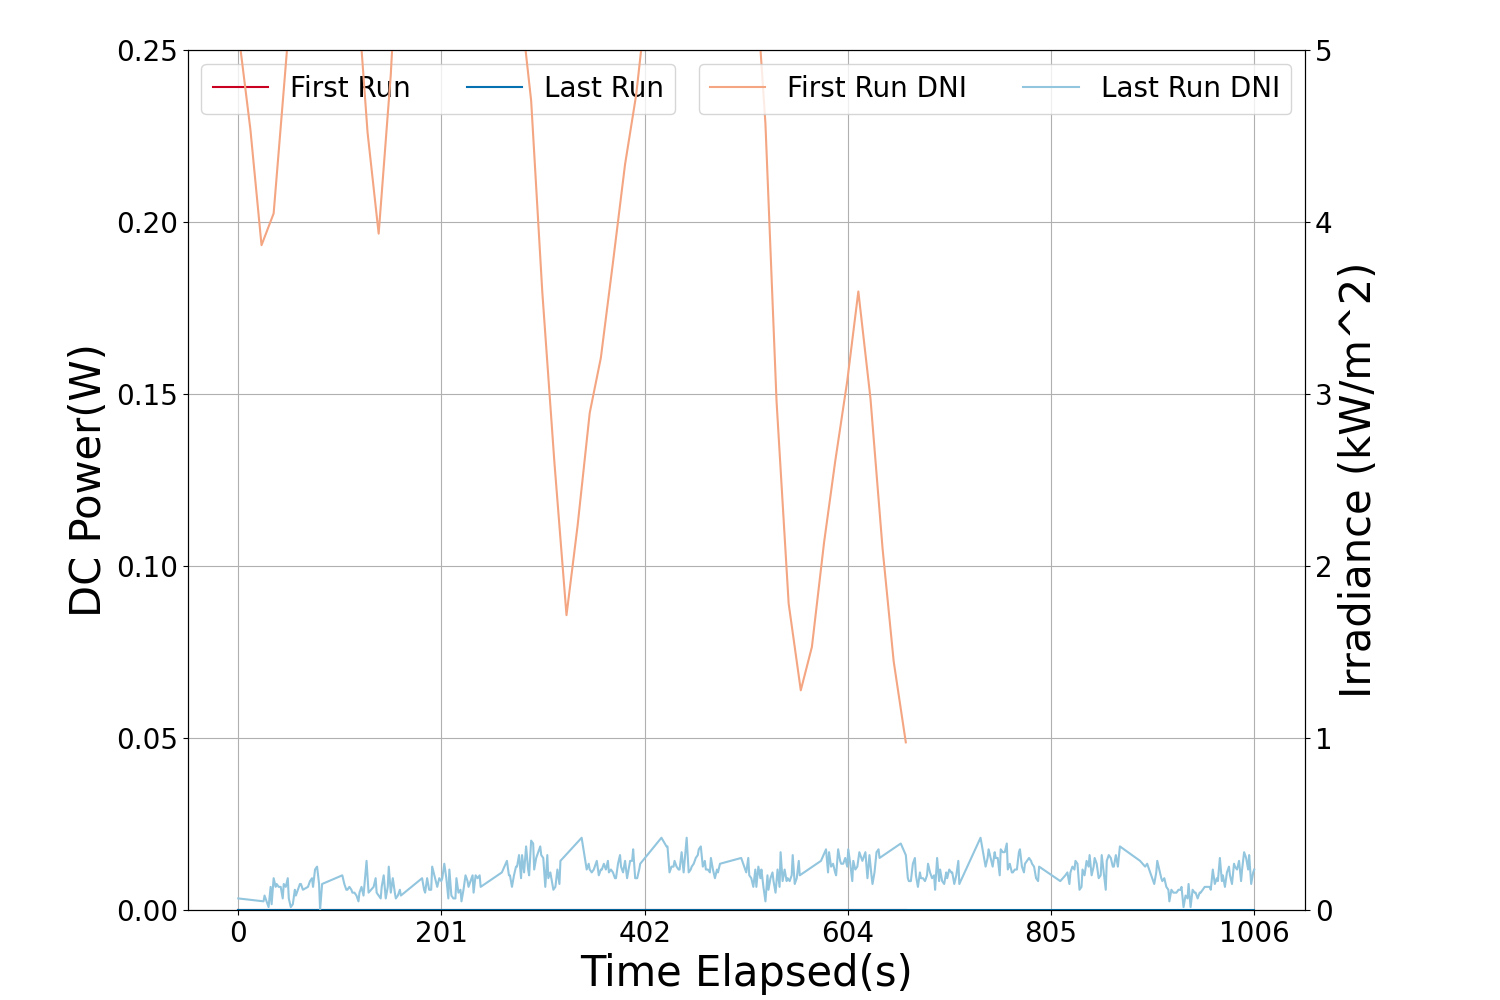 First Run
Last Run
First Run DNI
Last Run DNI
0.25
0.20
0.15
0.10
0.05
0.00
DC Power(W)
5
4
3
2
1
0
Irradiance (kW/m^2)
0
201
402
604
805
1006
Time Elapsed(s)